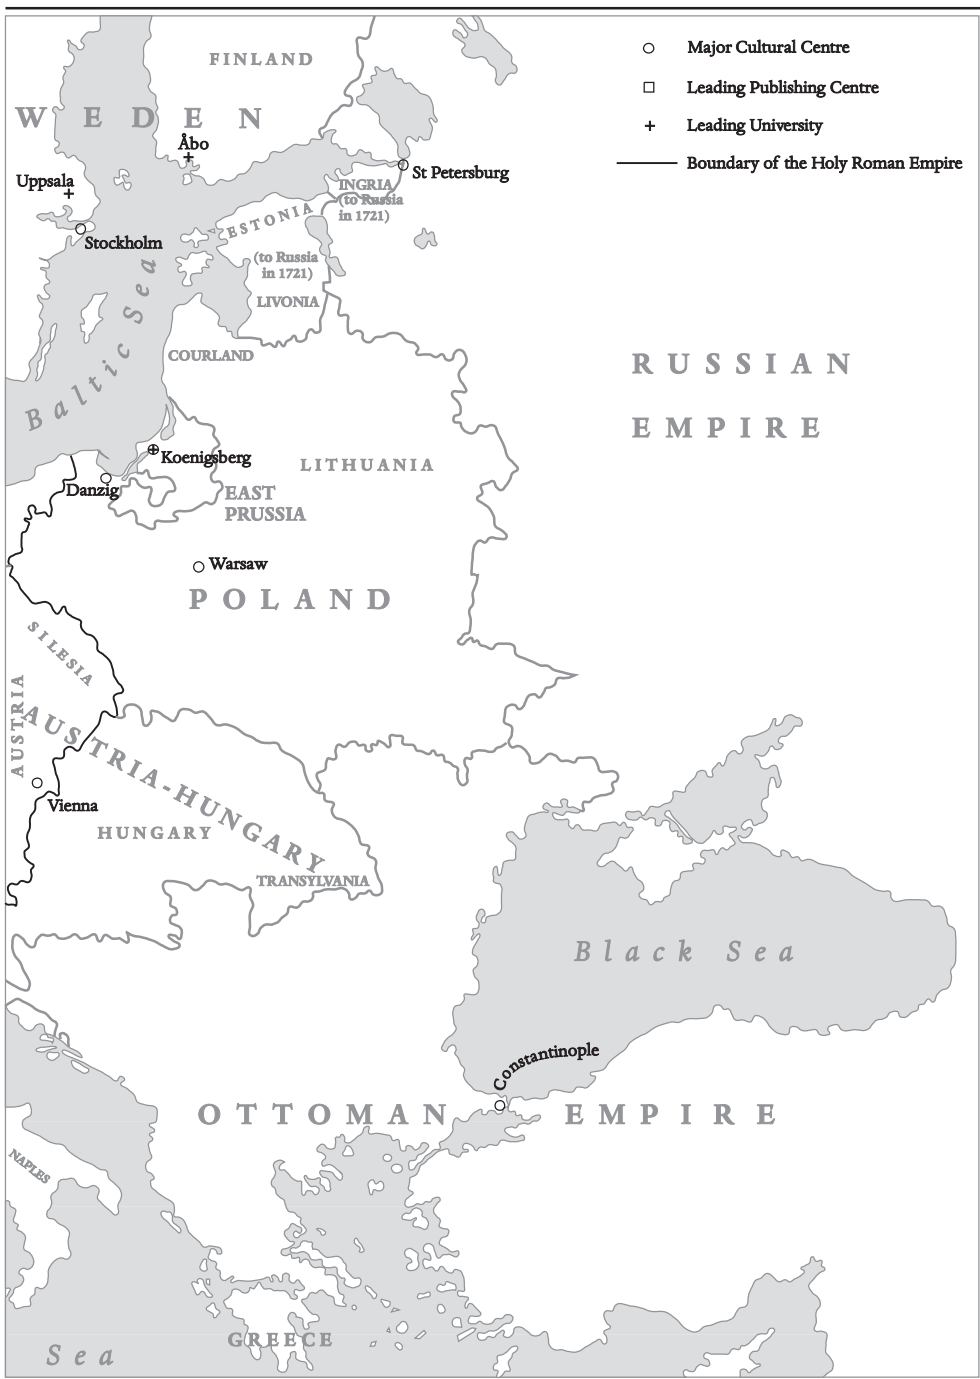 Major Cultural Centre
Leading Publishing Centre
Leading University
Boundary of the Holy Roman Empire
FINLAND
WEDEN
Åbo
Uppsala
St Petersburg
INGRIA
(to Russia
in 1721)
Stockholm
ESTONIA
(to Russia
in 1721)
LIVONIA
Baltic Sea
COURLAND
RUSSIAN
EMPIRE
Koenigsberg
LITHUANIA
Danzig
EAST
PRUSSIA
Warsaw
POLAND
SILESIA
AUSTRIA
AUSTRIA-HUNGARY
Vienna
HUNGARY
TRANSYLVANIA
Black Sea
Constantinople
OTTOMAN EMPIRE
NAPLES
GREECE
Sea